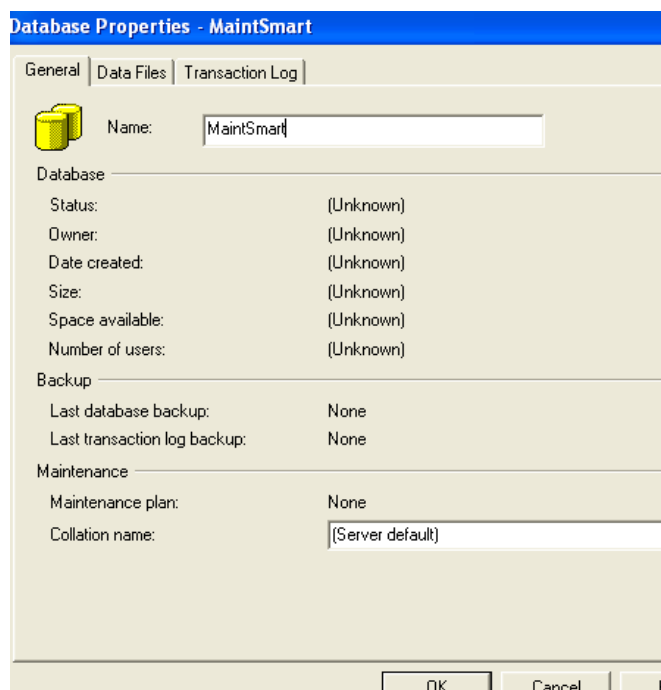 Database Properties - MaintSmart
General Data Files Transaction Log
Name: MaintSmart
Database
Status: (Unknown)
Owner: (Unknown)
Date created: (Unknown)
Size: (Unknown)
Space available: (Unknown)
Number of users: (Unknown)
Backup
Last database backup: None
Last transaction log backup: None
Maintenance
Maintenance plan: None
Collation name: (Server default)
OK Cancel